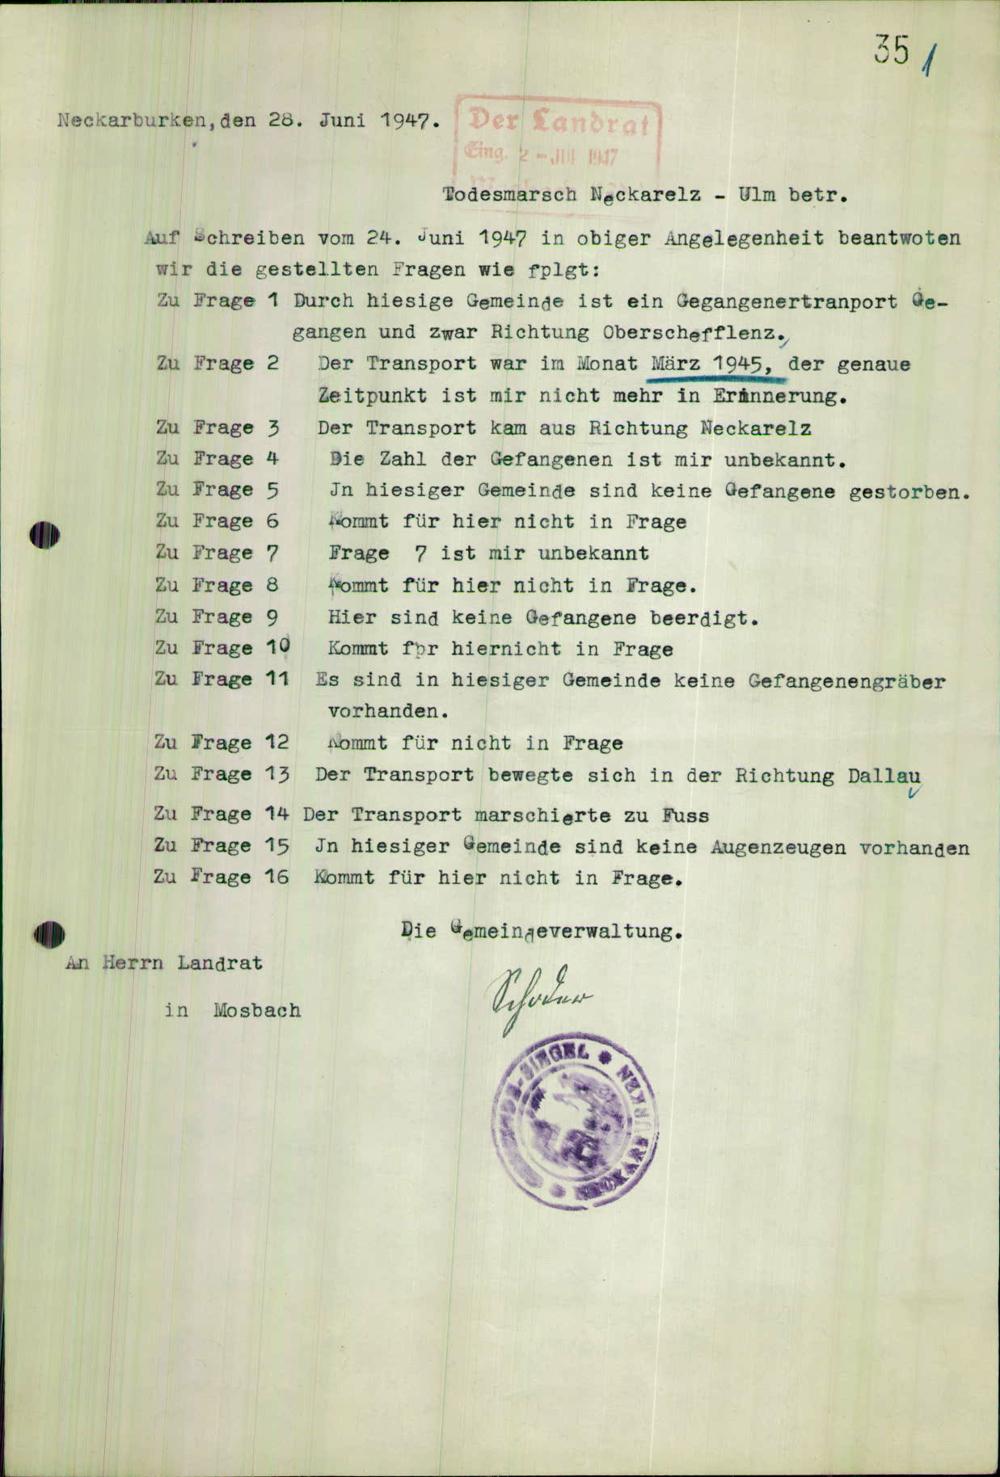 35 1
Neckarburken, den 28. Juni 1947.
Der Landrat
Eing. 2 - JUL 1947
Todesmarsch Neckarelz - Ulm betr.
Auf Schreiben vom 24. Juni 1947 in obiger Angelegenheit beantwoten
wir die gestellten Fragen wie fplgt:
Zu Frage 1 Durch hiesige Gemeinde ist ein Gegangenertranport Ge-
gangen und zwar Richtung Oberschefflenz.
Zu Frage 2 Der Transport war im Monat März 1945, der genaue
Zeitpunkt ist mir nicht mehr in Erinnerung.
Zu Frage 3 Der Transport kam aus Richtung Neckarelz
Zu Frage 4 Die Zahl der Gefangenen ist mir unbekannt.
Zu Frage 5 Jn hiesiger Gemeinde sind keine Gefangene gestorben.
Zu Frage 6 Kommt für hier nicht in Frage
Zu Frage 7 Frage 7 ist mir unbekannt
Zu Frage 8 Kommt für hier nicht in Frage.
Zu Frage 9 Hier sind keine Gefangene beerdigt.
Zu Frage 10 Kommt fpr hiernicht in Frage
Zu Frage 11 Es sind in hiesiger Gemeinde keine Gefangenengräber
vorhanden.
Zu Frage 12 Kommt für nicht in Frage
Zu Frage 13 Der Transport bewegte sich in der Richtung Dallau
Zu Frage 14 Der Transport marschierte zu Fuss
Zu Frage 15 Jn hiesiger Gemeinde sind keine Augenzeugen vorhanden
Zu Frage 16 Kommt für hier nicht in Frage.
Die Gemeindeverwaltung.
An Herrn Landrat
in Mosbach
SIEGEL * NECKARBURKEN *